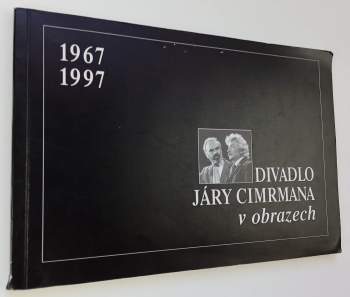 1967
1997
DIVADLO
JÁRY CIMRMANA
v obrazech